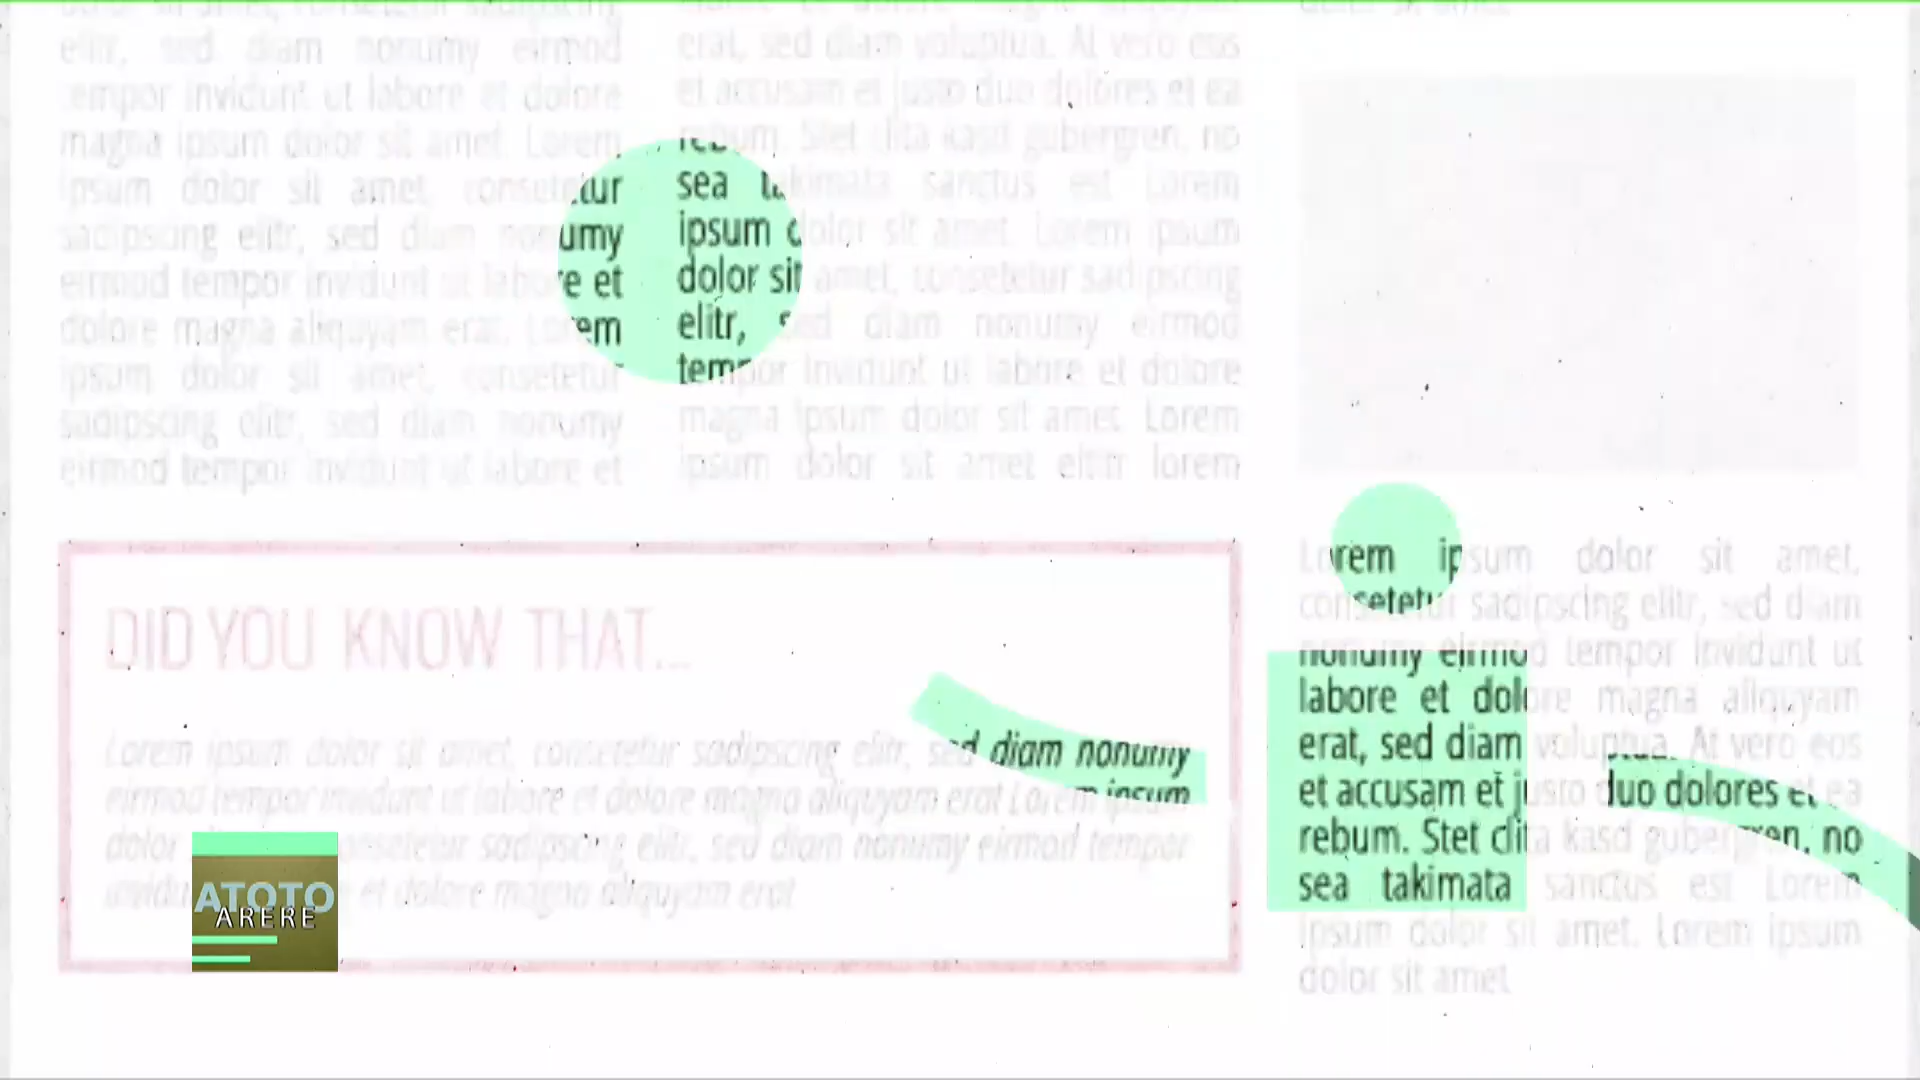 elitr, sed diam nonumy eirmod
tempor invidunt ut labore et dolore
magna ipsum dolor sit amet. Lorem
ipsum dolor sit amet, consetetur
sadipscing elitr, sed diam nonumy
eirmod tempor invidunt ut labore et
dolore magna aliquyam erat. Lorem
ipsum dolor sit amet, consetetur
sadipscing elitr, sed diam nonumy
eirmod tempor invidunt ut labore et
erat, sed diam voluptua. At vero eos
et accusam et justo duo dolores et ea
rebum. Stet clita kasd gubergren, no
sea takimata sanctus est Lorem
ipsum dolor sit amet. Lorem ipsum
dolor sit amet, consetetur sadipscing
elitr, sed diam nonumy eirmod
tempor invidunt ut labore et dolore
magna ipsum dolor sit amet. Lorem
ipsum dolor sit amet elitr lorem
DID YOU KNOW THAT...
Lorem ipsum dolor sit amet, consetetur sadipscing elitr, sed diam nonumy
eirmod tempor invidunt ut labore et dolore magna aliquyam erat Lorem ipsum
dolor consetetur sadipscing elitr, sed diam nonumy eirmod tempor
et dolore magna aliquyam erat
ATOTO
ARERE
Lorem ipsum dolor sit amet,
consetetur sadipscing elitr, sed diam
nonumy eirmod tempor invidunt ut
labore et dolore magna aliquyam
erat, sed diam voluptua. At vero eos
et accusam et justo duo dolores et ea
rebum. Stet clita kasd gubergren, no
sea takimata sanctus est Lorem
ipsum dolor sit amet. Lorem ipsum
dolor sit amet